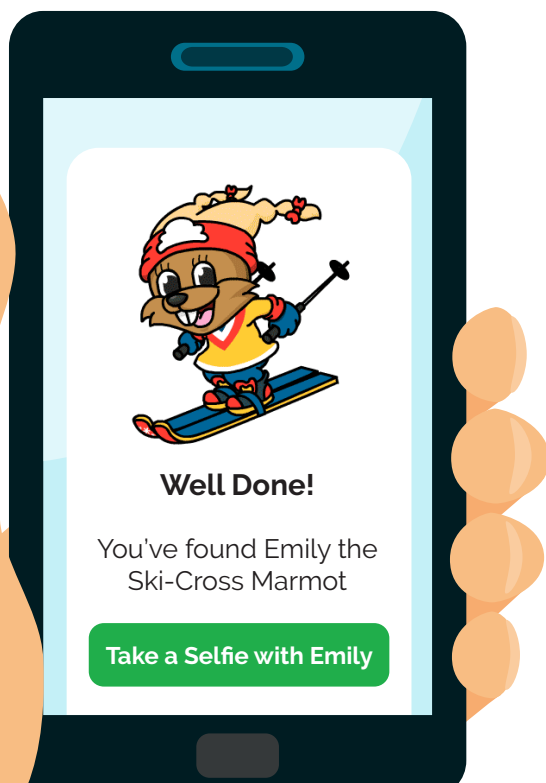 Well Done!
You’ve found Emily the
Ski-Cross Marmot
Take a Selfie with Emily